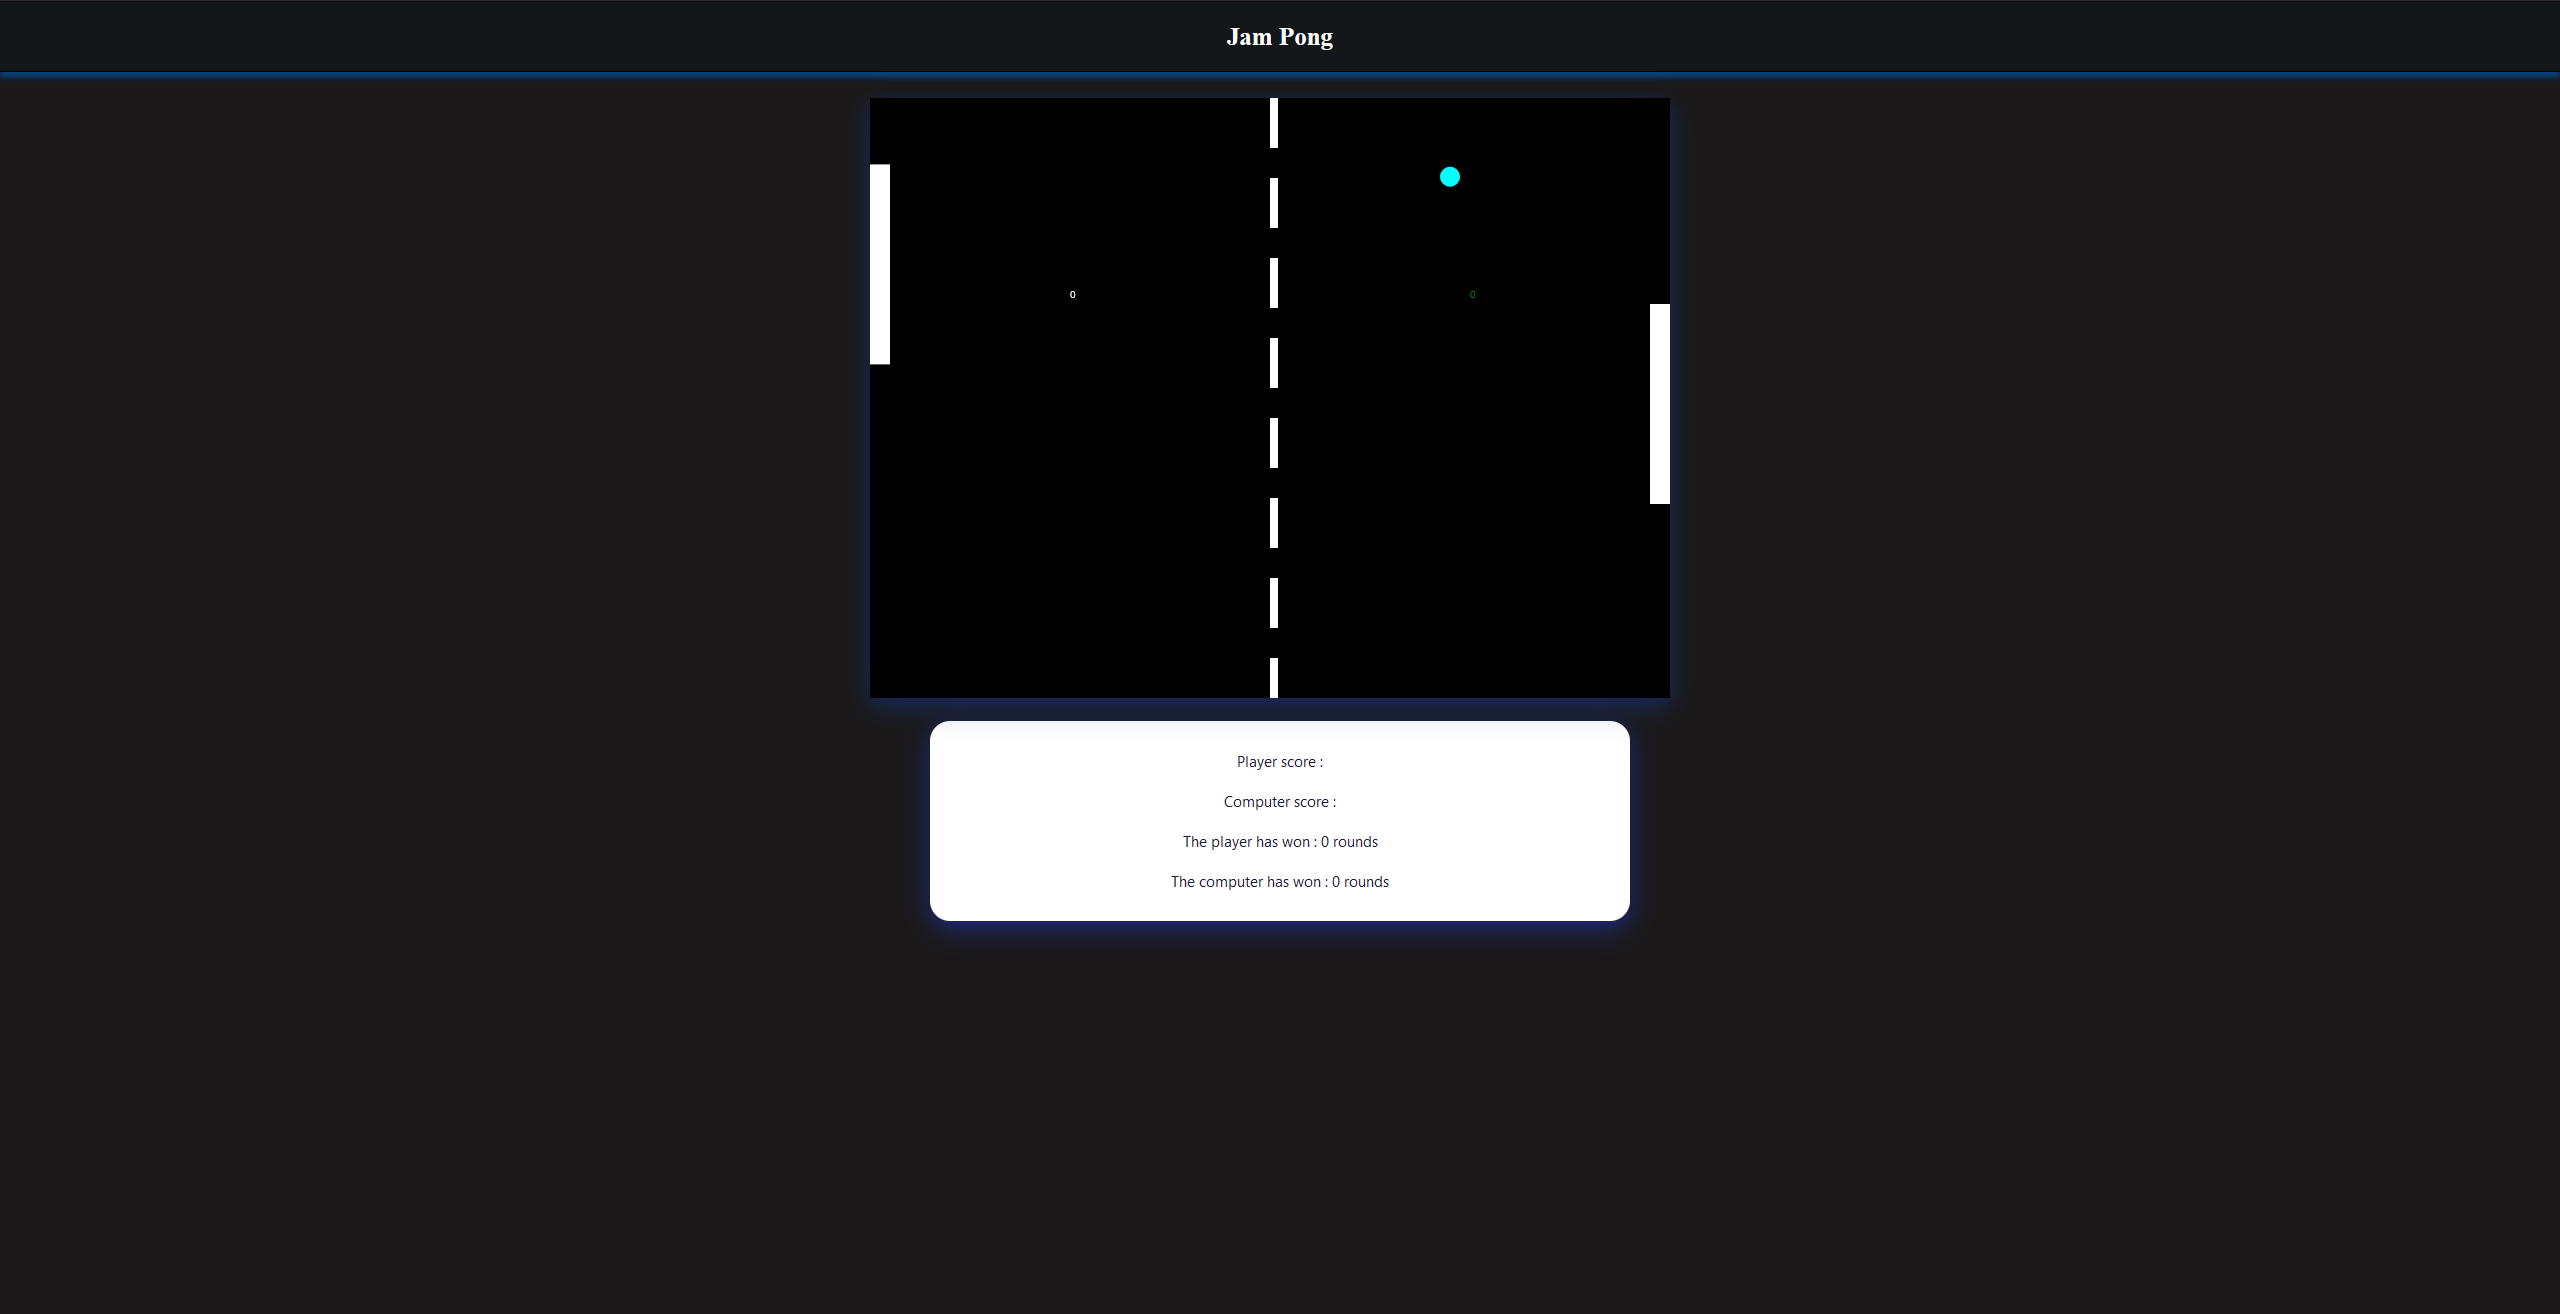 Jam Pong
0 0
Player score :
Computer score :
The player has won : 0 rounds
The computer has won : 0 rounds